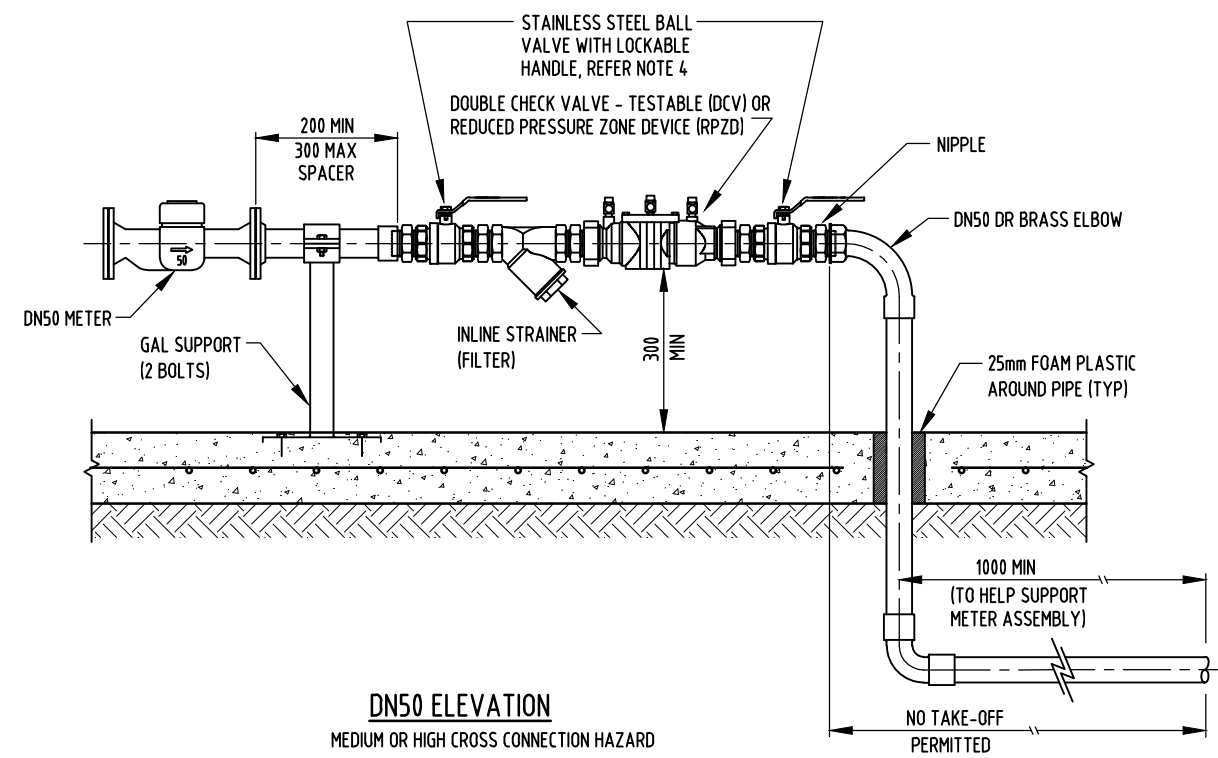 STAINLESS STEEL BALL
VALVE WITH LOCKABLE
HANDLE, REFER NOTE 4
DOUBLE CHECK VALVE - TESTABLE (DCV) OR
REDUCED PRESSURE ZONE DEVICE (RPZD)
200 MIN
300 MAX
SPACER
NIPPLE
DN50 DR BRASS ELBOW
50
DN50 METER
GAL SUPPORT
(2 BOLTS)
INLINE STRAINER
(FILTER)
300
MIN
25mm FOAM PLASTIC
AROUND PIPE (TYP)
1000 MIN
(TO HELP SUPPORT
METER ASSEMBLY)
DN50 ELEVATION
MEDIUM OR HIGH CROSS CONNECTION HAZARD
NO TAKE-OFF
PERMITTED